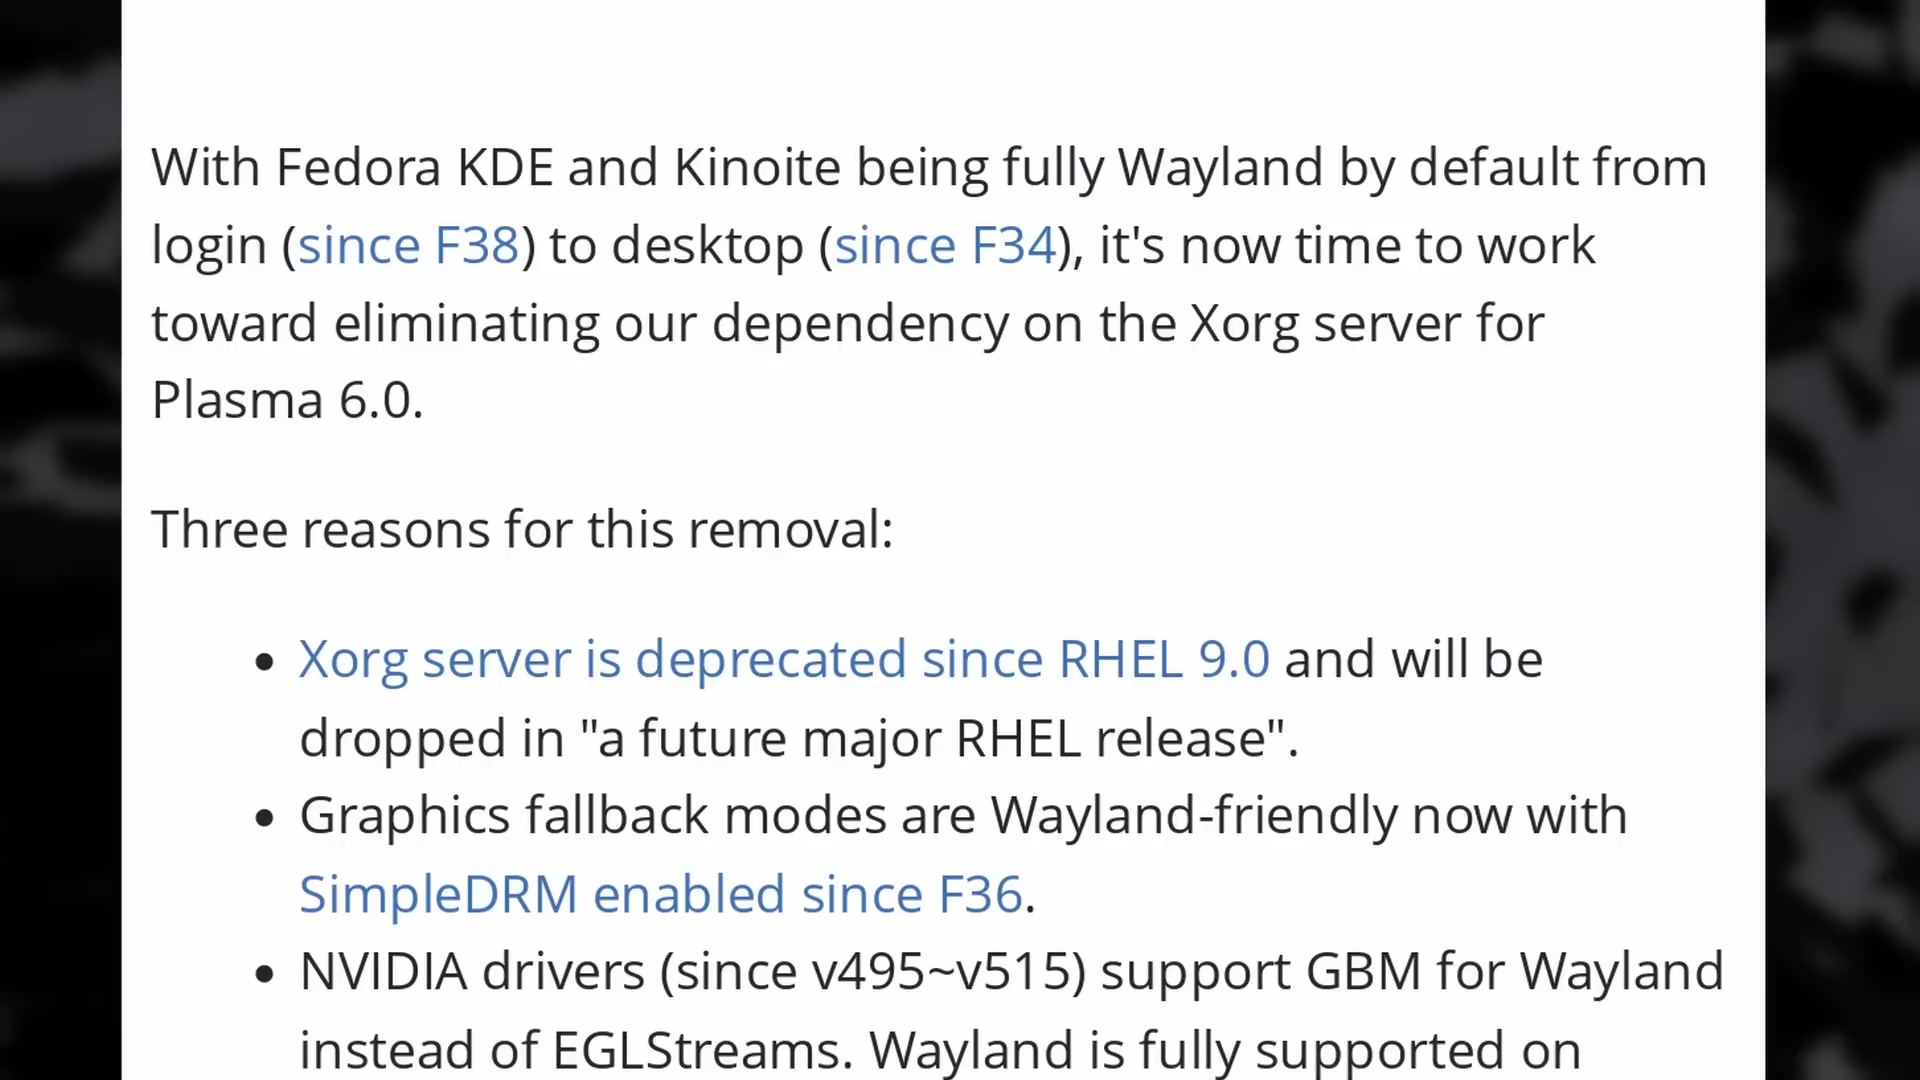 With Fedora KDE and Kinoite being fully Wayland by default from
login (since F38) to desktop (since F34), it's now time to work
toward eliminating our dependency on the Xorg server for
Plasma 6.0.
Three reasons for this removal:
• Xorg server is deprecated since RHEL 9.0 and will be
dropped in "a future major RHEL release".
• Graphics fallback modes are Wayland-friendly now with
SimpleDRM enabled since F36.
• NVIDIA drivers (since v495~v515) support GBM for Wayland
instead of EGLStreams. Wayland is fully supported on